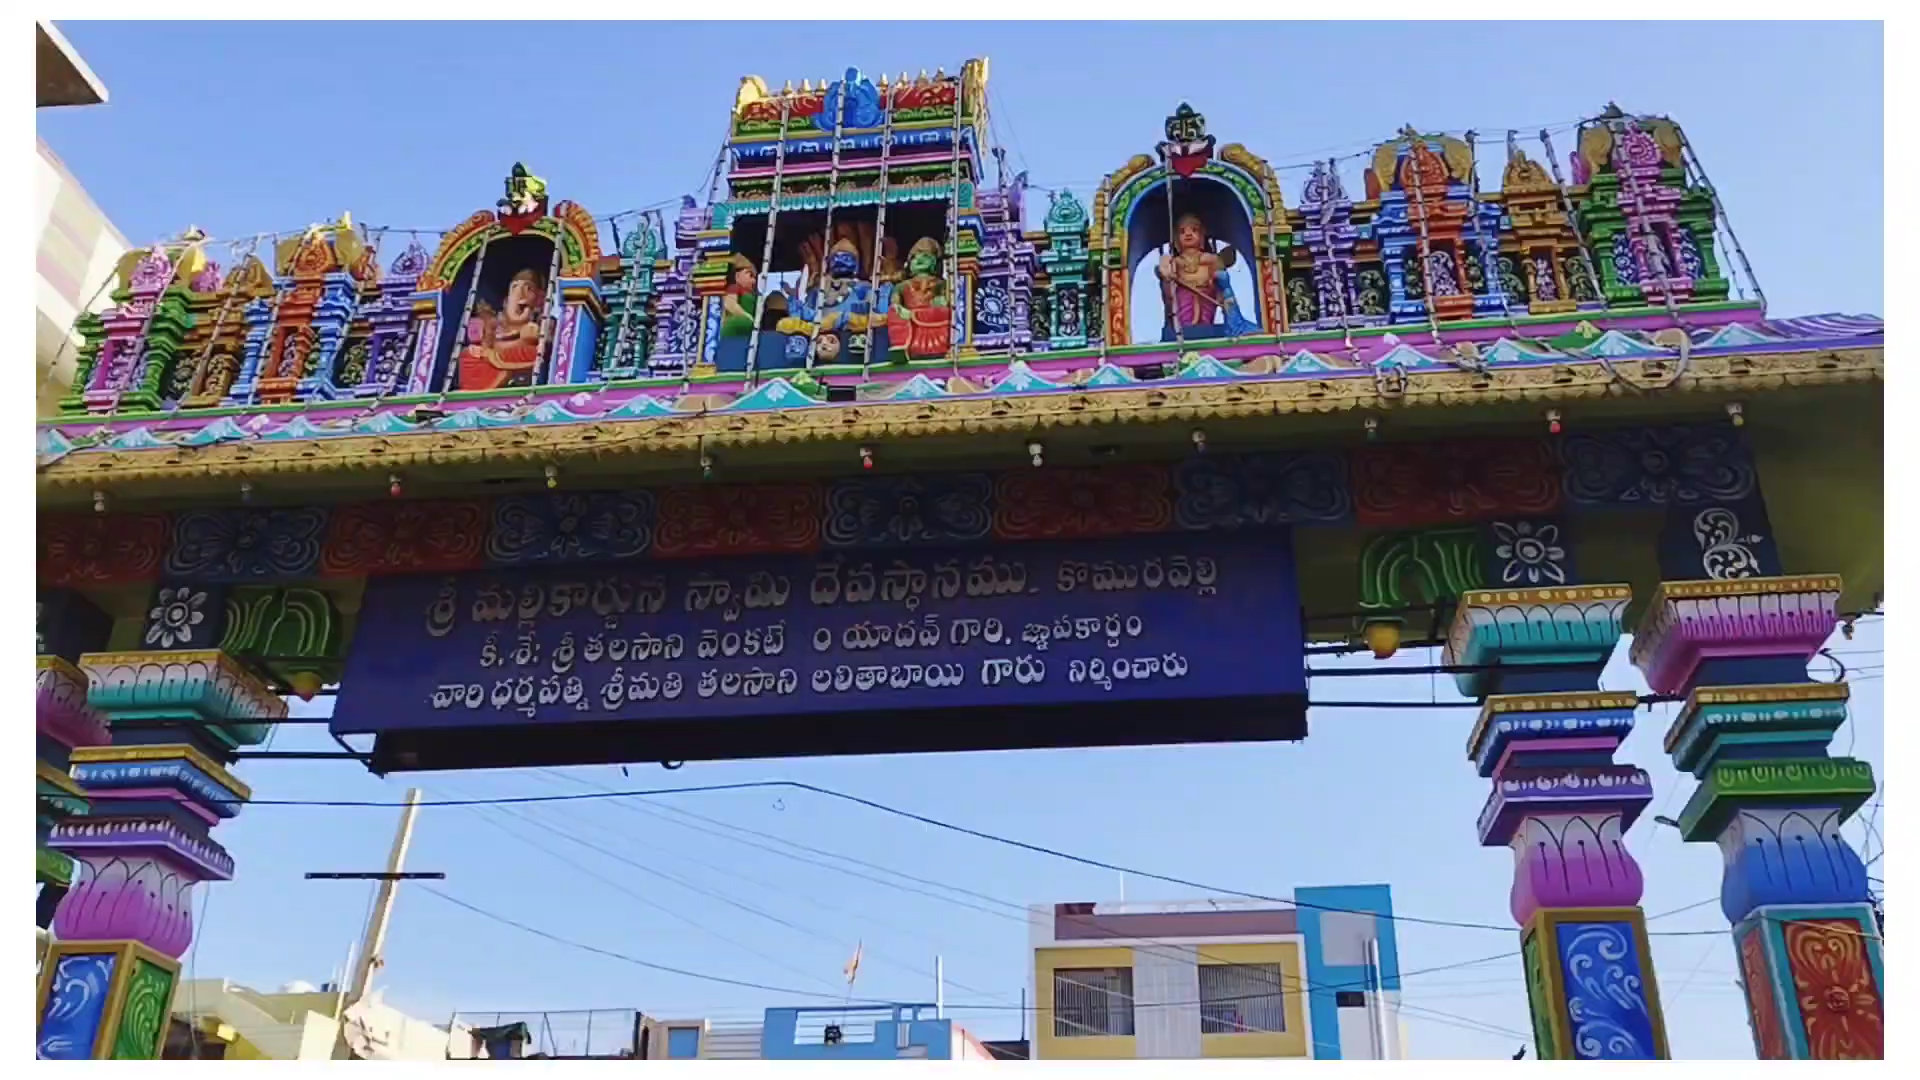 శ్రీ మల్లికార్జున స్వామి దేవస్థానము. కొమురవెల్లి
కీ.శే: శ్రీ తలసాని వెంకటే ం యాదవ్ గారి. జ్ఞాపకార్దం
వారి ధర్మపత్ని శ్రీమతి తలసాని లలితాబాయి గారు నిర్మించారు